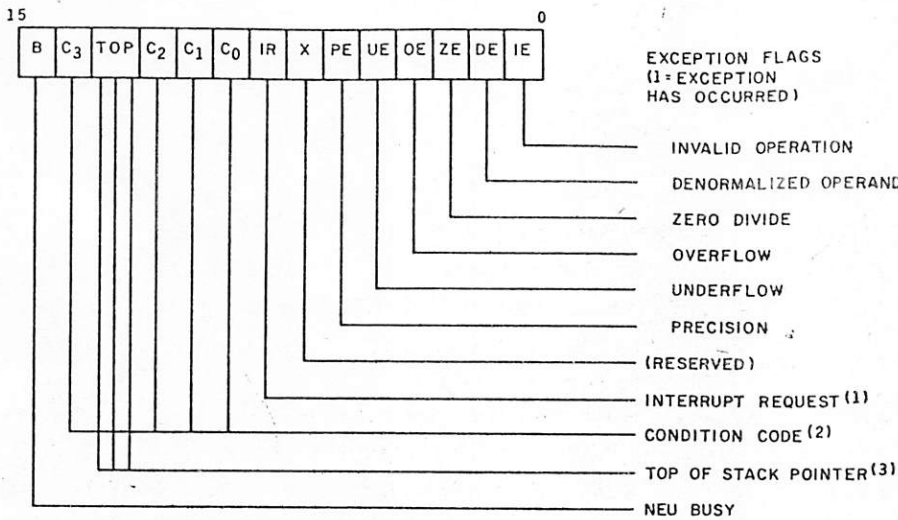 15 0
B C3 TOP C2 C1 C0 IR X PE UE OE ZE DE IE
EXCEPTION FLAGS
(1 = EXCEPTION
HAS OCCURRED)
INVALID OPERATION
DENORMALIZED OPERAND
ZERO DIVIDE
OVERFLOW
UNDERFLOW
PRECISION
(RESERVED)
INTERRUPT REQUEST(1)
CONDITION CODE(2)
TOP OF STACK POINTER(3)
NEU BUSY